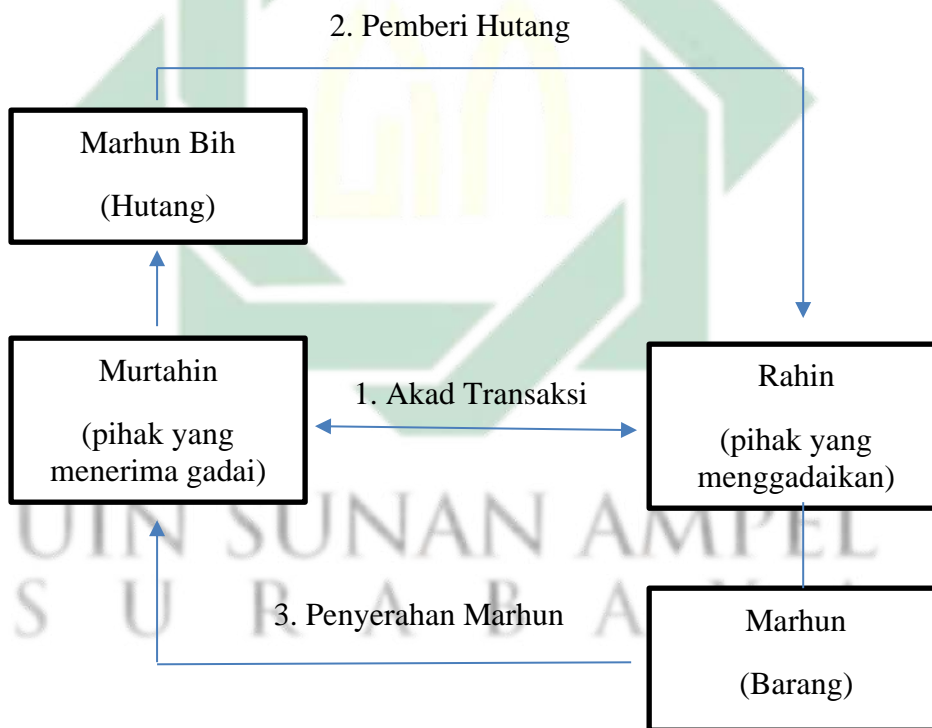 2. Pemberi Hutang
Marhun Bih
(Hutang)
Murtahin
(pihak yang
menerima gadai)
1. Akad Transaksi
Rahin
(pihak yang
menggadaikan)
UIN SUNAN AMPEL
S U R A B A Y A
3. Penyerahan Marhun
Marhun
(Barang)